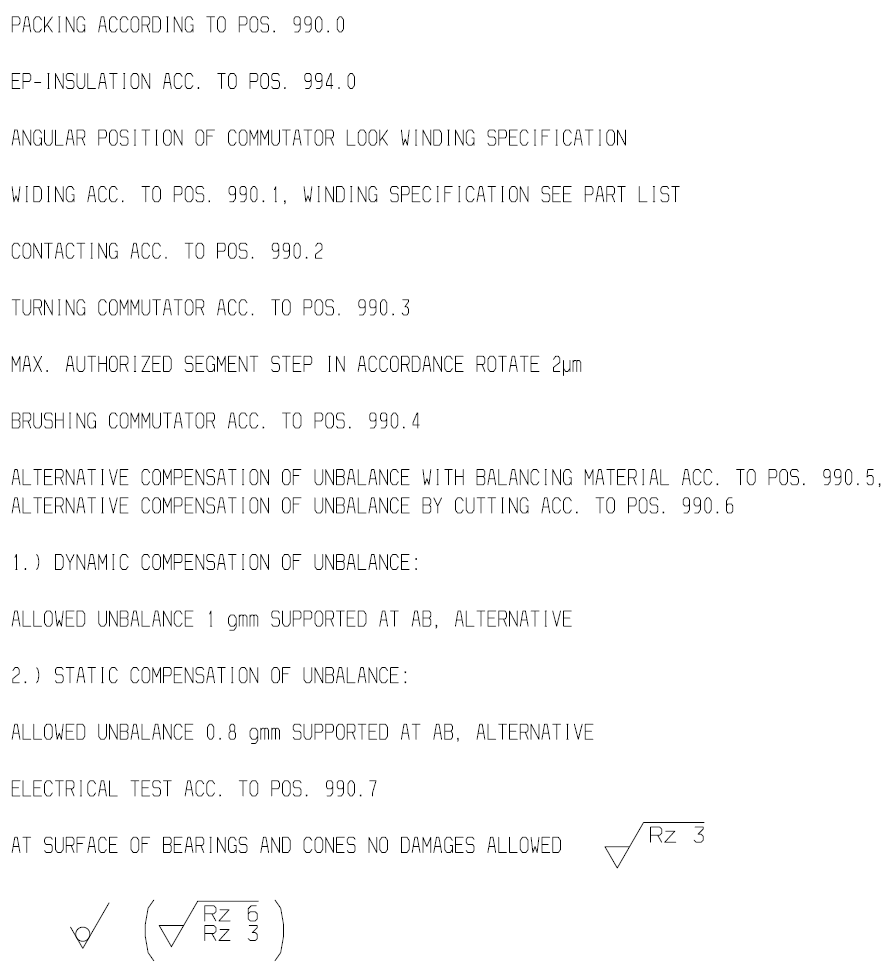 PACKING ACCORDING TO POS. 990.0
EP-INSULATION ACC. TO POS. 994.0
ANGULAR POSITION OF COMMUTATOR LOOK WINDING SPECIFICATION
WIDING ACC. TO POS. 990.1, WINDING SPECIFICATION SEE PART LIST
CONTACTING ACC. TO POS. 990.2
TURNING COMMUTATOR ACC. TO POS. 990.3
MAX. AUTHORIZED SEGMENT STEP IN ACCORDANCE ROTATE 2µm
BRUSHING COMMUTATOR ACC. TO POS. 990.4
ALTERNATIVE COMPENSATION OF UNBALANCE WITH BALANCING MATERIAL ACC. TO POS. 990.5,
ALTERNATIVE COMPENSATION OF UNBALANCE BY CUTTING ACC. TO POS. 990.6
1.) DYNAMIC COMPENSATION OF UNBALANCE:
ALLOWED UNBALANCE 1 gmm SUPPORTED AT AB, ALTERNATIVE
2.) STATIC COMPENSATION OF UNBALANCE:
ALLOWED UNBALANCE 0.8 gmm SUPPORTED AT AB, ALTERNATIVE
ELECTRICAL TEST ACC. TO POS. 990.7
AT SURFACE OF BEARINGS AND CONES NO DAMAGES ALLOWED Rz 3
(Rz 6
Rz 3)